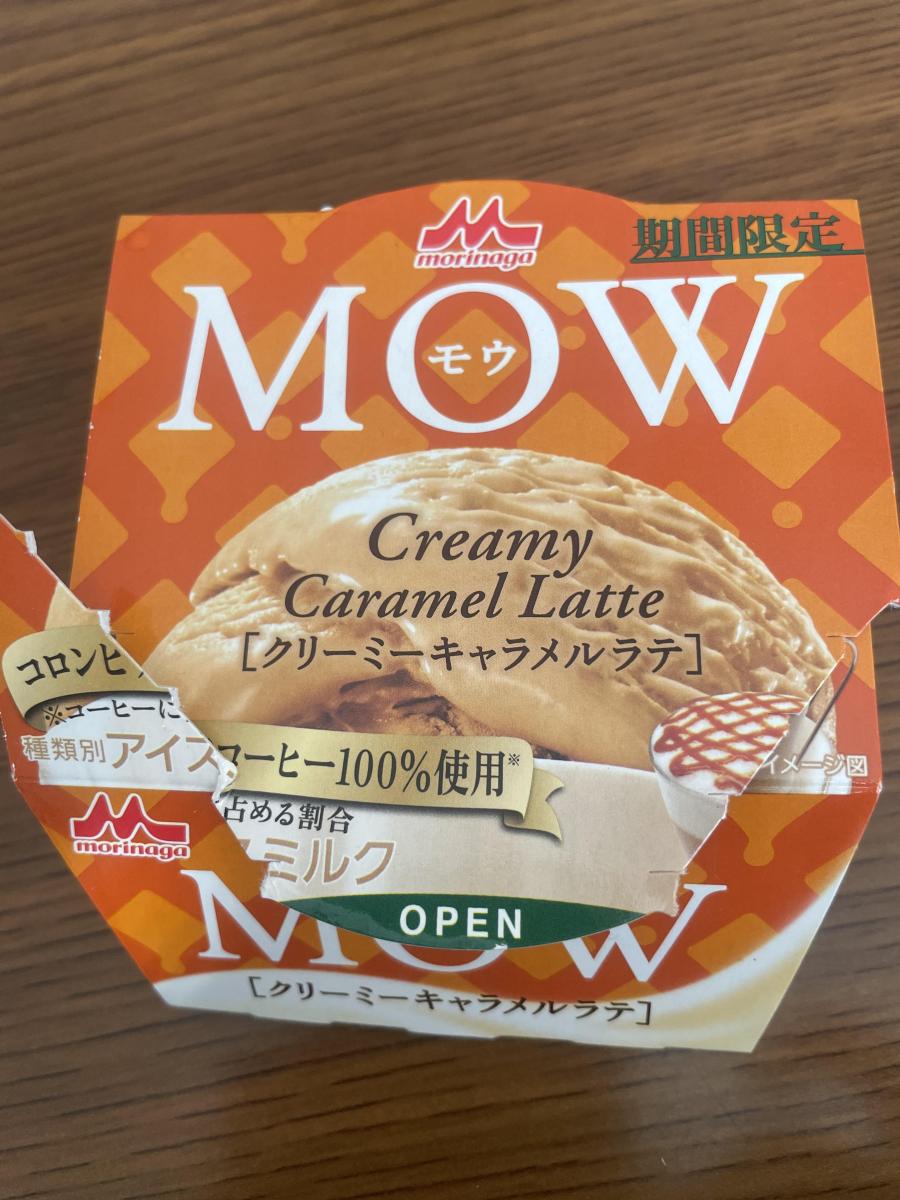 morinaga
期間限定
MOW
モウ
Creamy
Caramel Latte
[クリーミーキャラメルラテ]
コロンビ
コーヒー100%使用※
※コーヒーに
占める割合
種類別アイス
ミルク
イメージ図
morinaga
OPEN
MOW
[クリーミーキャラメルラテ]